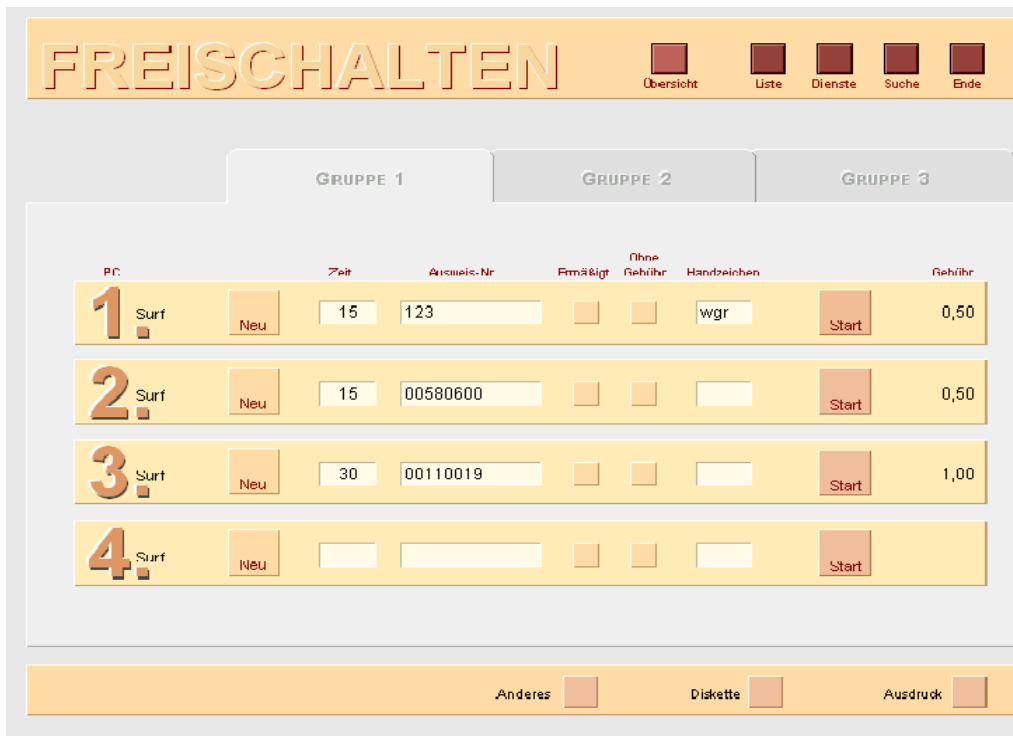 FREISCHALTEN
Übersicht Liste Dienste Suche Ende
GRUPPE 1 GRUPPE 2 GRUPPE 3
PC Zeit Ausweis-Nr Ermäßigt Ohne Gebühr Handzeichen Gebühr
1. Surf Neu 15 123 wgr Start 0,50
2. Surf Neu 15 00580600 Start 0,50
3. Surf Neu 30 00110019 Start 1,00
4. Surf Neu Start
Anderes Diskette Ausdruck